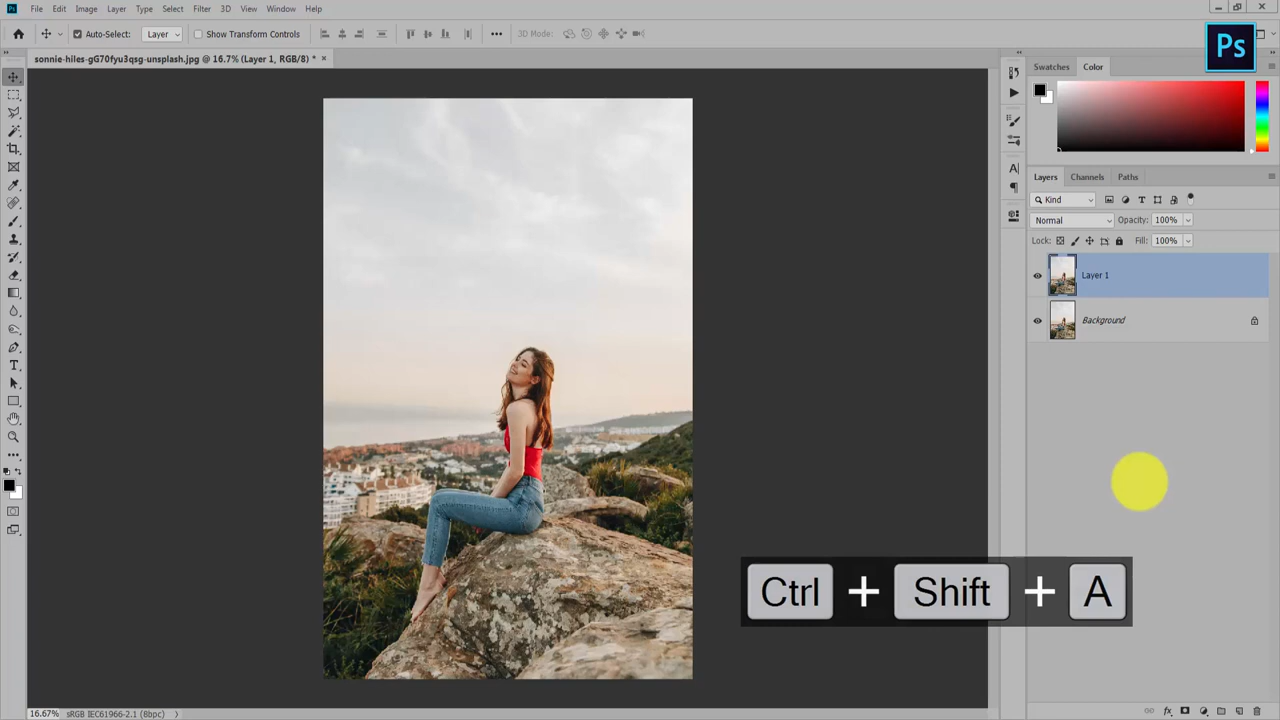 Ps
File Edit Image Layer Type Select Filter 3D View Window Help
Auto-Select: Layer Show Transform Controls ••• 3D Mode:
Ps
sonnie-hiles-gG70fyu3qsg-unsplash.jpg @ 16.7% (Layer 1, RGB/8) * ×
Swatches Color
Layers Channels Paths
Kind
Normal Opacity: 100%
Lock: Fill: 100%
Layer 1
Background
Ctrl + Shift + A
16.67% sRGB IEC61966-2.1 (8bpc) >